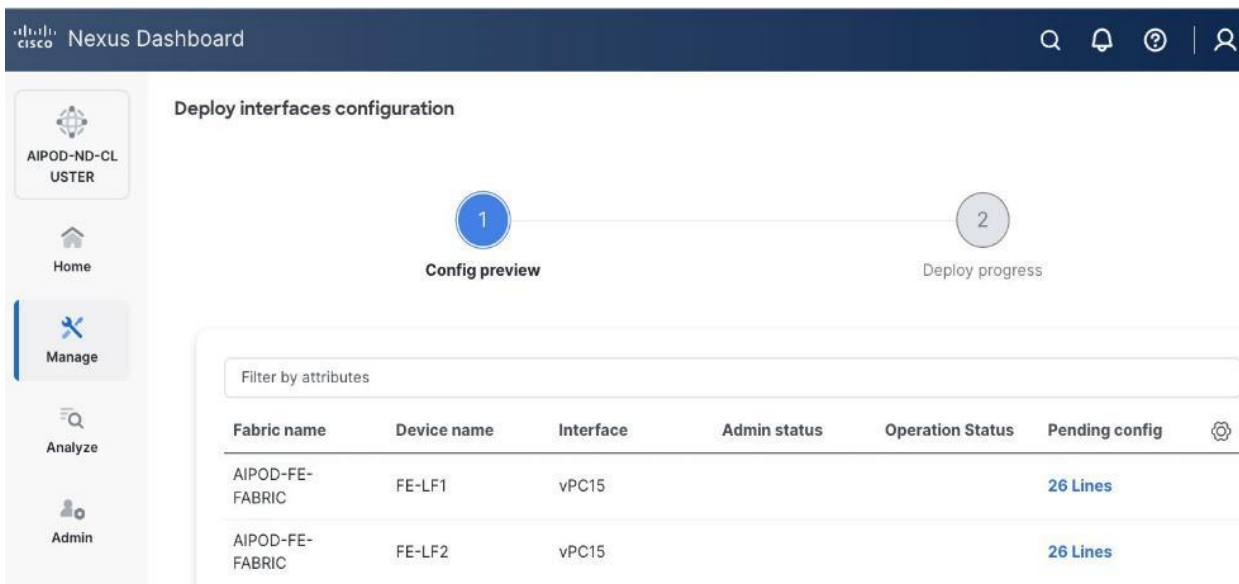 cisco Nexus Dashboard
AIPOD-ND-CL
USTER
Home
Manage
Analyze
Admin
Deploy interfaces configuration
1
2
Config preview
Deploy progress
Filter by attributes
Fabric name Device name Interface Admin status Operation Status Pending config
AIPOD-FE-
FABRIC FE-LF1 vPC15 26 Lines
AIPOD-FE-
FABRIC FE-LF2 vPC15 26 Lines